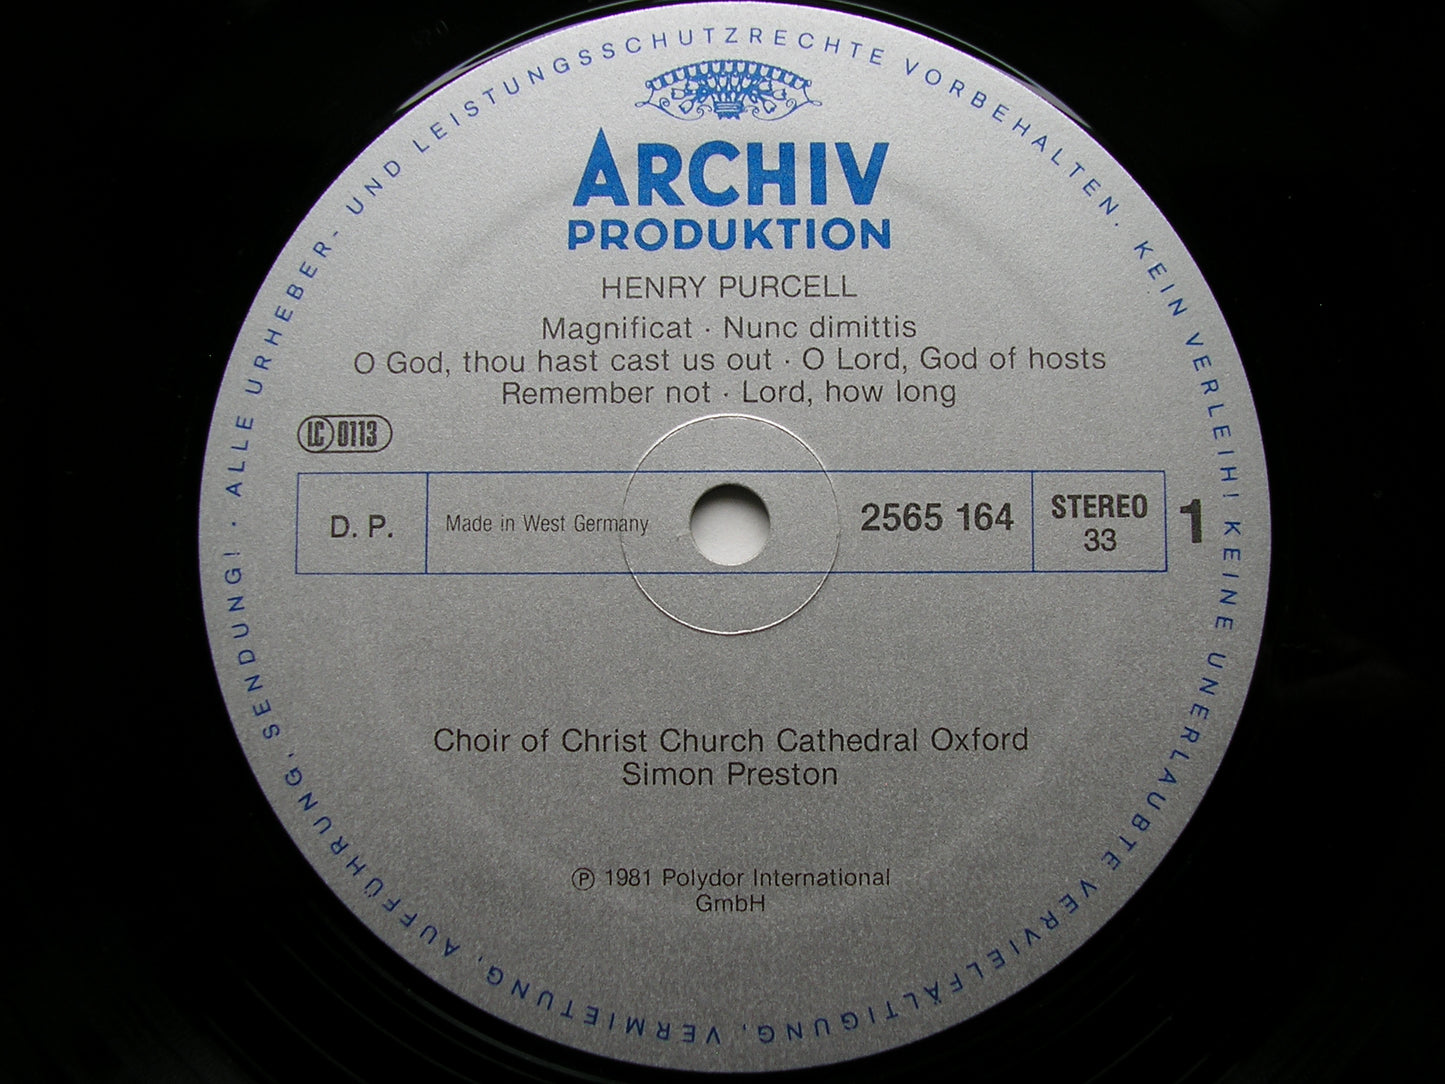 ALLE URHEBER- UND LEISTUNGSSCHUTZRECHTE VORBEHALTEN. KEIN VERLEIH! KEINE UNERLAUBTE VERVIELFÄLTIGUNG, VERMIETUNG, AUFFÜHRUNG, SENDUNG! ·
ARCHIV
PRODUKTION
HENRY PURCELL
Magnificat · Nunc dimittis
O God, thou hast cast us out · O Lord, God of hosts
Remember not · Lord, how long
LC 0113
D. P.
Made in West Germany
2565 164
STEREO
33
1
Choir of Christ Church Cathedral Oxford
Simon Preston
℗ 1981 Polydor International
GmbH